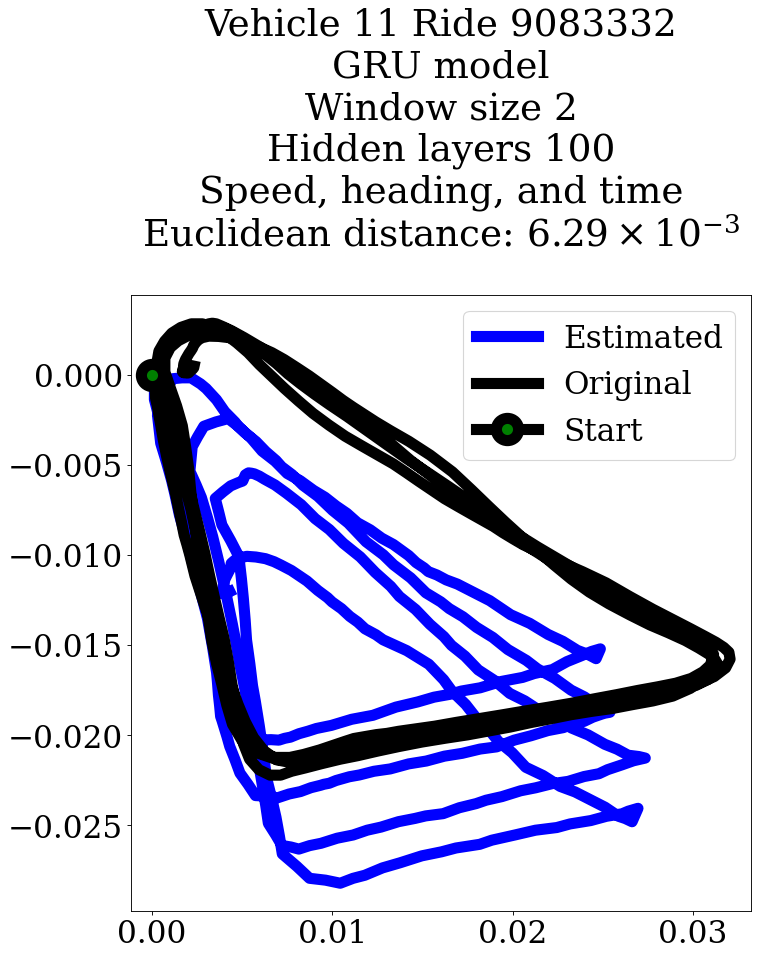 Vehicle 11 Ride 9083332
GRU model
Window size 2
Hidden layers 100
Speed, heading, and time
Euclidean distance: 6.29 × 10⁻³
Estimated
Original
Start
0.000
−0.005
−0.010
−0.015
−0.020
−0.025
0.00 0.01 0.02 0.03